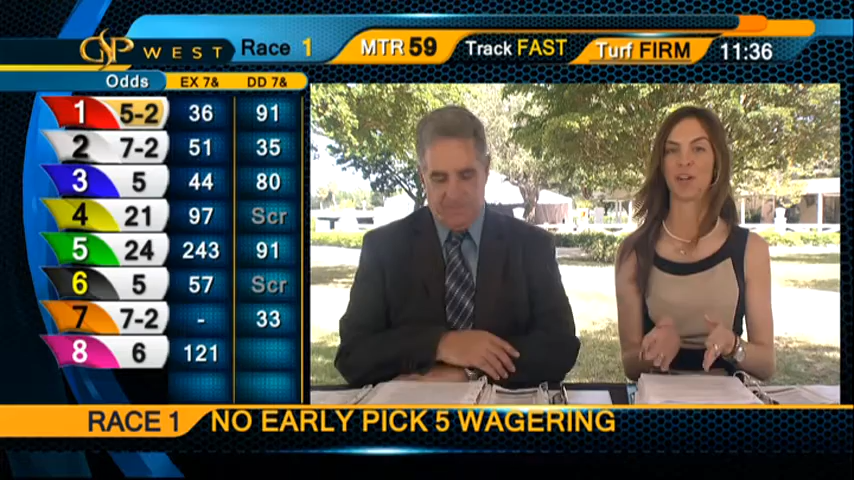 GSP WEST Race 1 MTR 59 Track FAST Turf FIRM 11:36
Odds EX 7& DD 7&
1 5-2 36 91
2 7-2 51 35
3 5 44 80
4 21 97 Scr
5 24 243 91
6 5 57 Scr
7 7-2 - 33
8 6 121
RACE 1 NO EARLY PICK 5 WAGERING